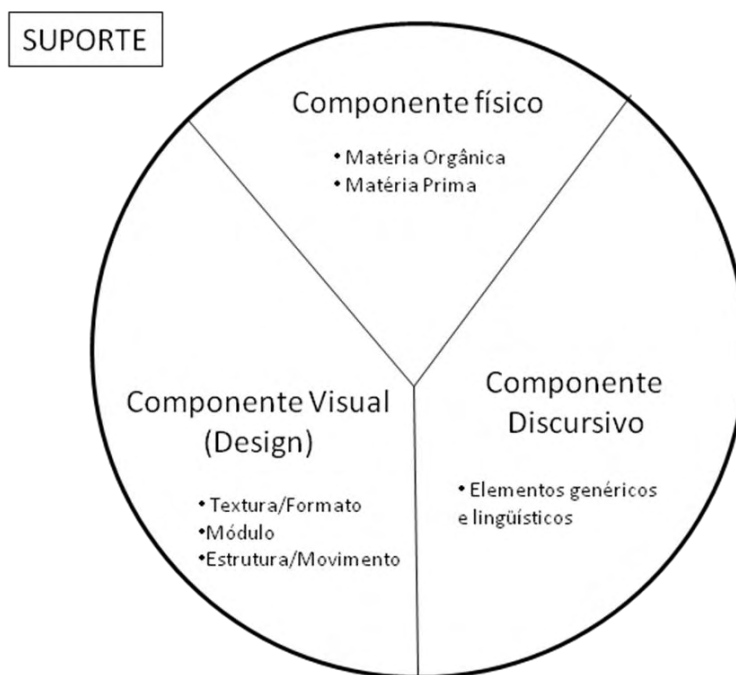 SUPORTE
Componente físico
• Matéria Orgânica
• Matéria Prima
Componente Visual
(Design)
• Textura/Formato
•Módulo
•Estrutura/Movimento
Componente
Discursivo
• Elementos genéricos
e lingüísticos